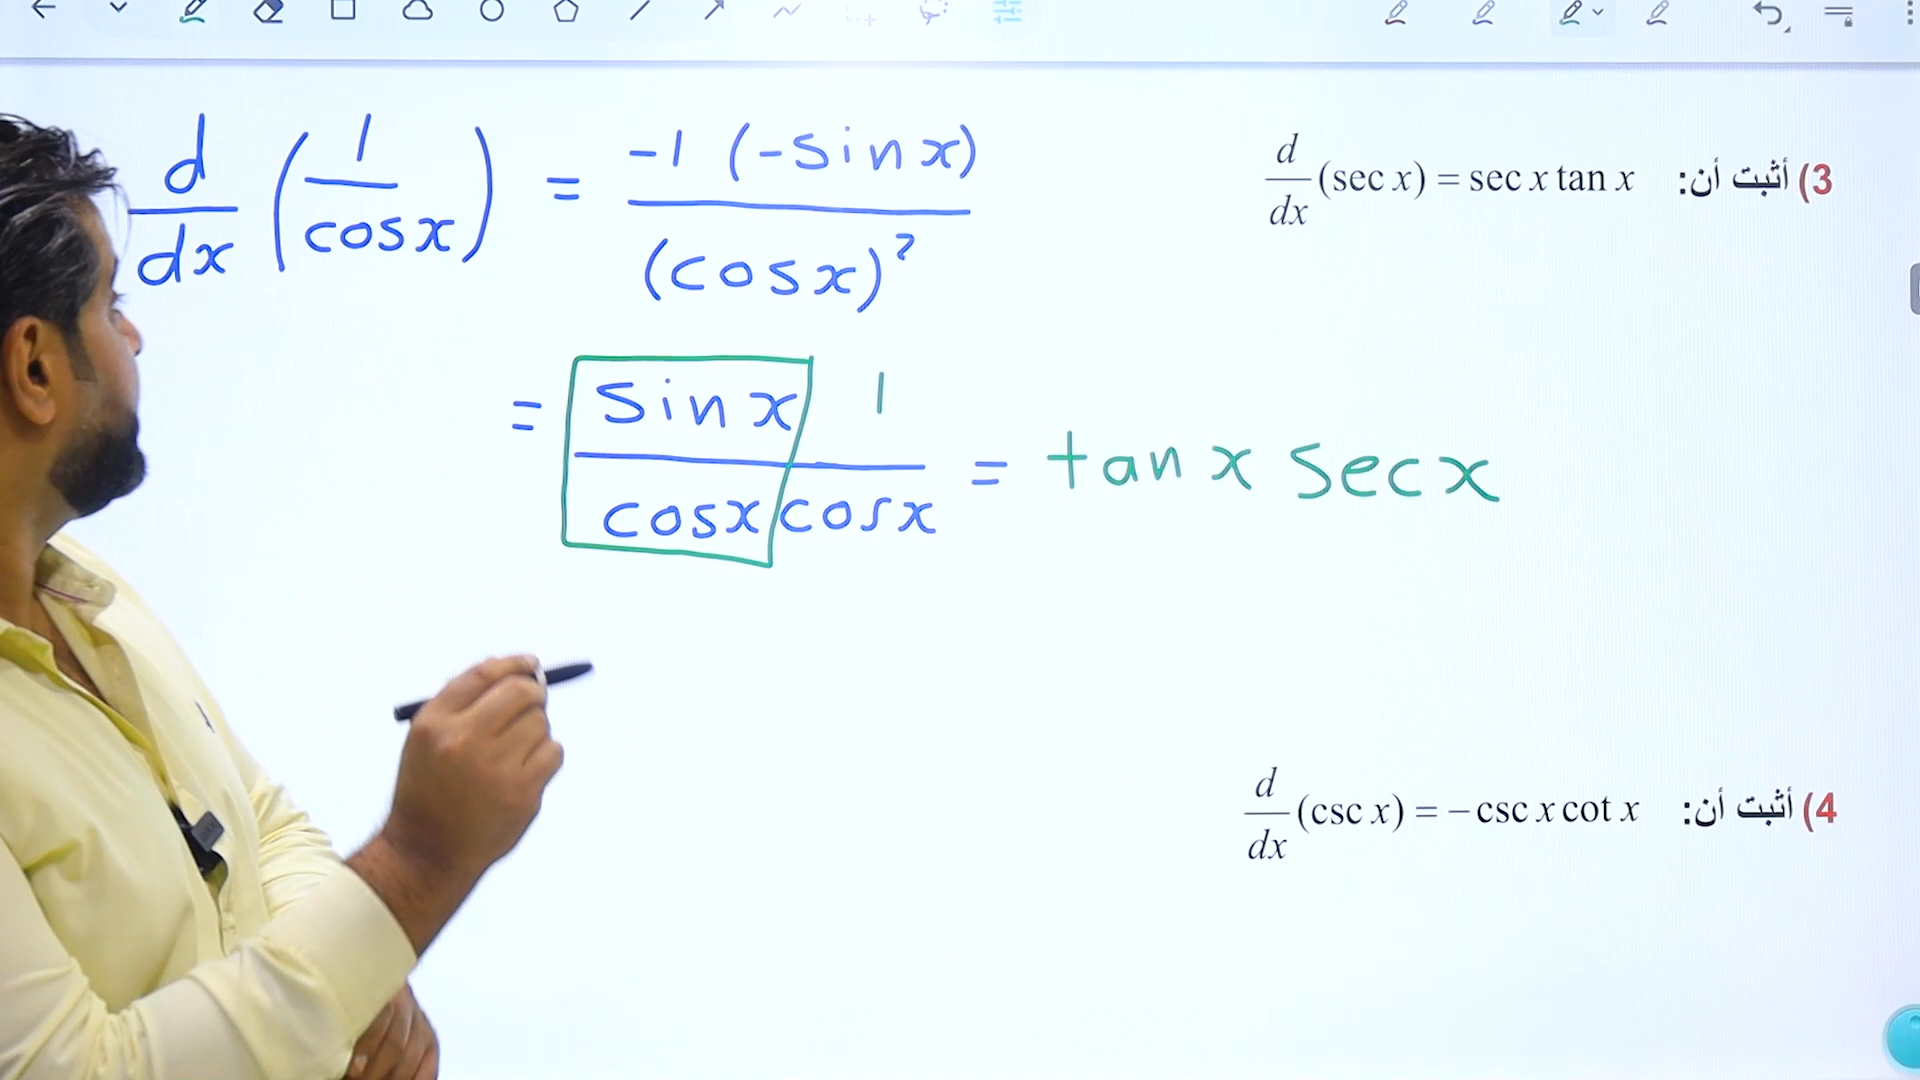 3) أثبت أن: d/dx (sec x) = sec x tan x
d/dx (1/cosx) = -1 (-sinx) / (cosx)²
= sinx 1 / cosx cosx = tanx secx
4) أثبت أن: d/dx (csc x) = −csc x cot x